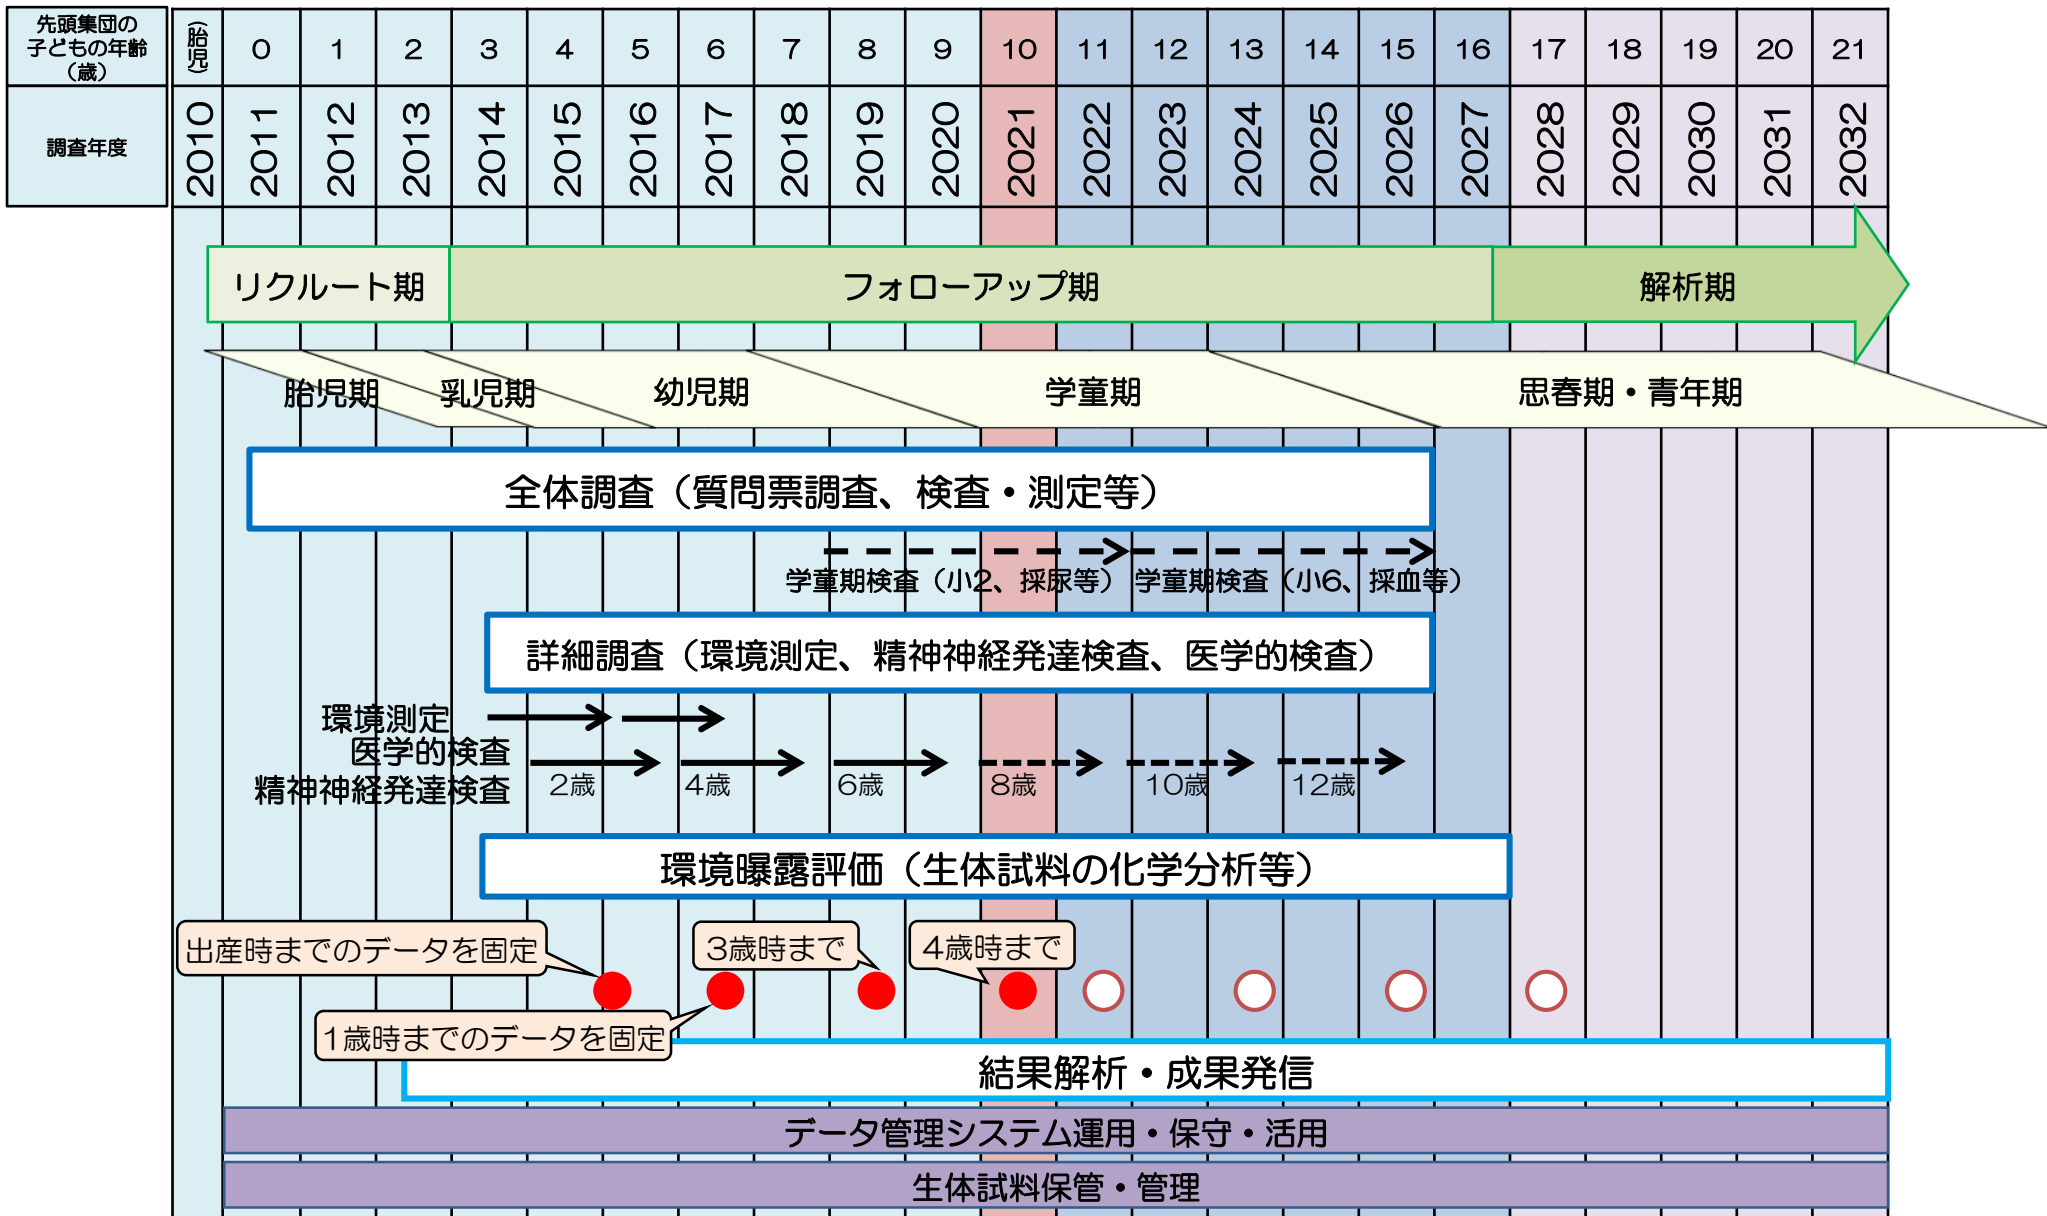 先頭集団の
子どもの年齢
（歳）
（胎児） 0 1 2 3 4 5 6 7 8 9 10 11 12 13 14 15 16 17 18 19 20 21
調査年度
2010 2011 2012 2013 2014 2015 2016 2017 2018 2019 2020 2021 2022 2023 2024 2025 2026 2027 2028 2029 2030 2031 2032
リクルート期 フォローアップ期 解析期
胎児期 乳児期 幼児期 学童期 思春期・青年期
全体調査（質問票調査、検査・測定等）
学童期検査（小2、採尿等） 学童期検査（小6、採血等）
詳細調査（環境測定、精神神経発達検査、医学的検査）
環境測定
医学的検査
精神神経発達検査
2歳 4歳 6歳 8歳 10歳 12歳
環境曝露評価（生体試料の化学分析等）
出産時までのデータを固定 3歳時まで 4歳時まで
1歳時までのデータを固定
結果解析・成果発信
データ管理システム運用・保守・活用
生体試料保管・管理